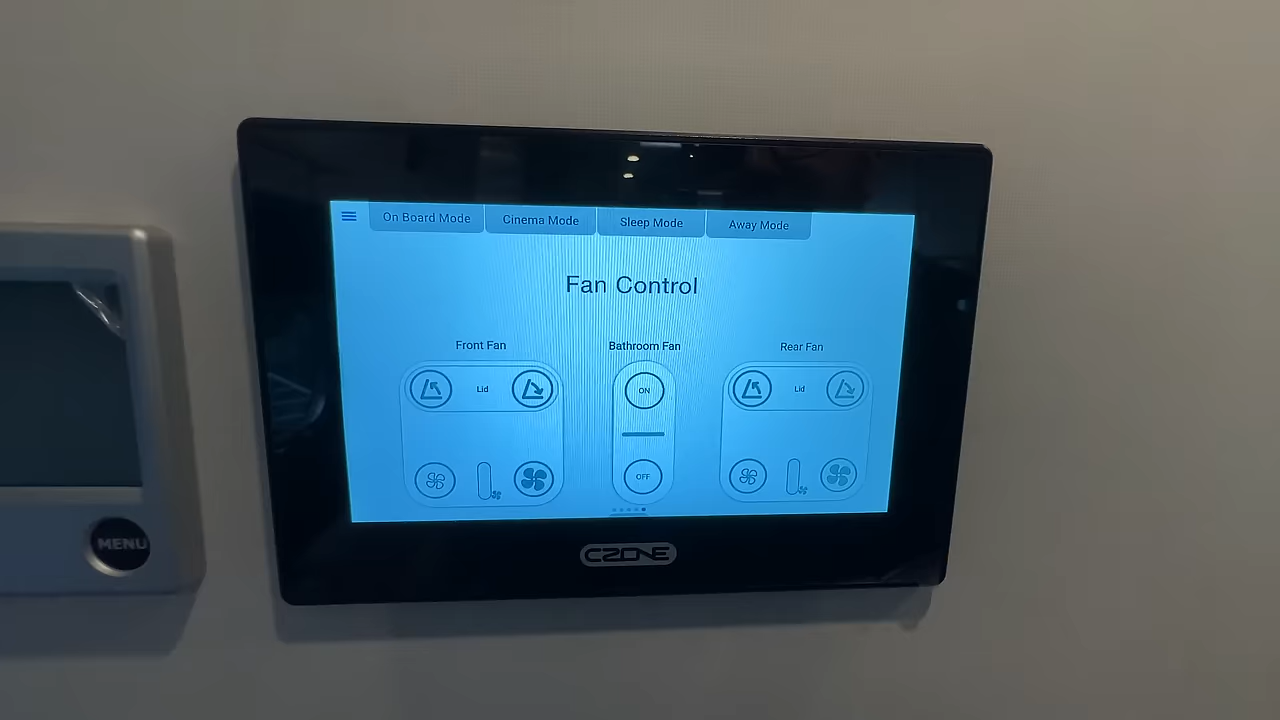 On Board Mode
Cinema Mode
Sleep Mode
Away Mode
Fan Control
Front Fan
Bathroom Fan
Rear Fan
Lid
ON
Lid
OFF
MENU
CZONE